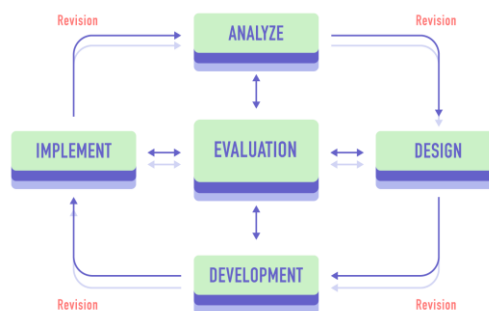 Revision
Revision
ANALYZE
IMPLEMENT
EVALUATION
DESIGN
DEVELOPMENT
Revision
Revision